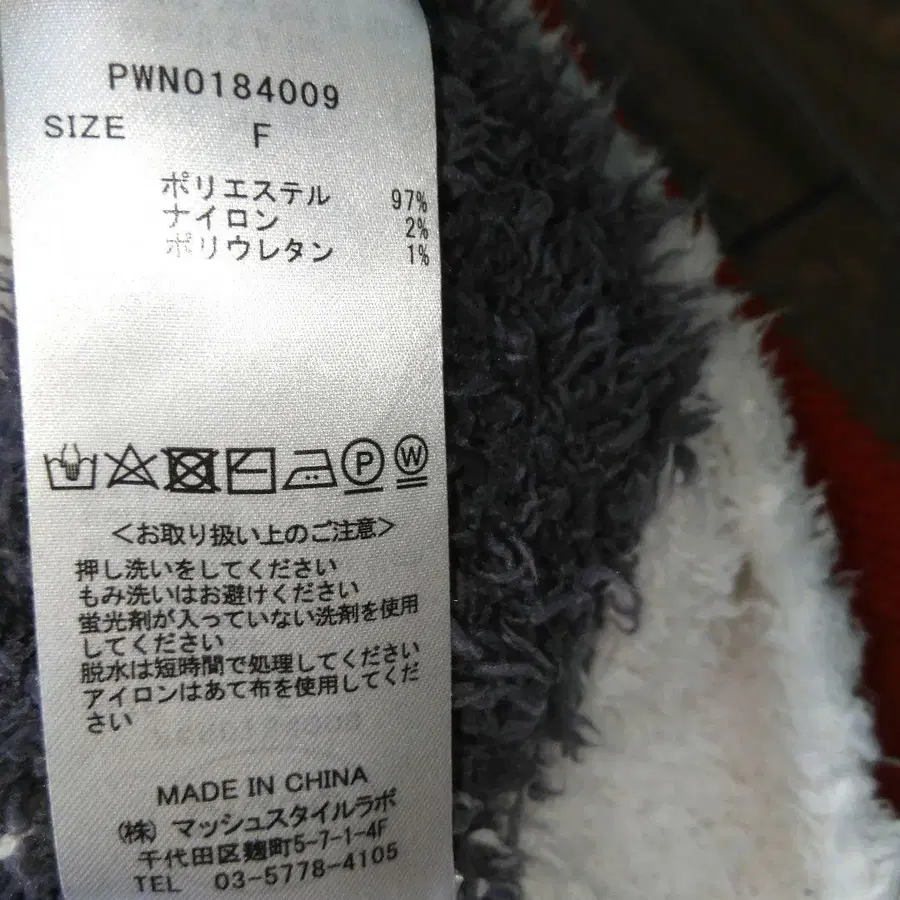 PWNO184009
SIZE F
ポリエステル 97%
ナイロン 2%
ポリウレタン 1%
P W
<お取り扱い上のご注意>
押し洗いをしてください
もみ洗いはお避けください
蛍光剤が入っていない洗剤を使用
してください
脱水は短時間で処理してください
アイロンはあて布を使用してくだ
さい
MADE IN CHINA
(株) マッシュスタイルラボ
千代田区麹町5-7-1-4F
TEL 03-5778-4105